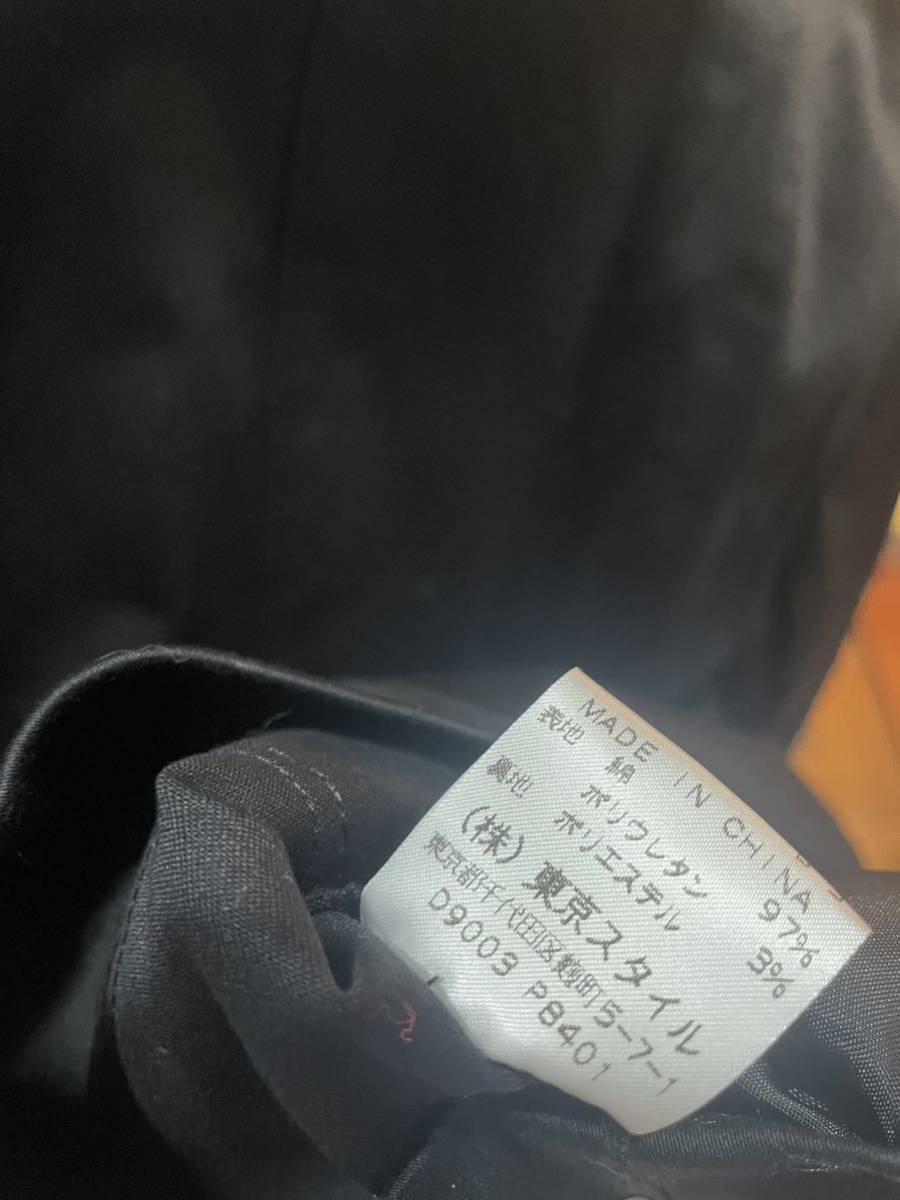 MADE IN CHINA
表地 綿 97%
ポリウレタン 3%
裏地 ポリエステル
(株) 東京スタイル
東京都千代田区麹町5-7-1
D9003 P8401